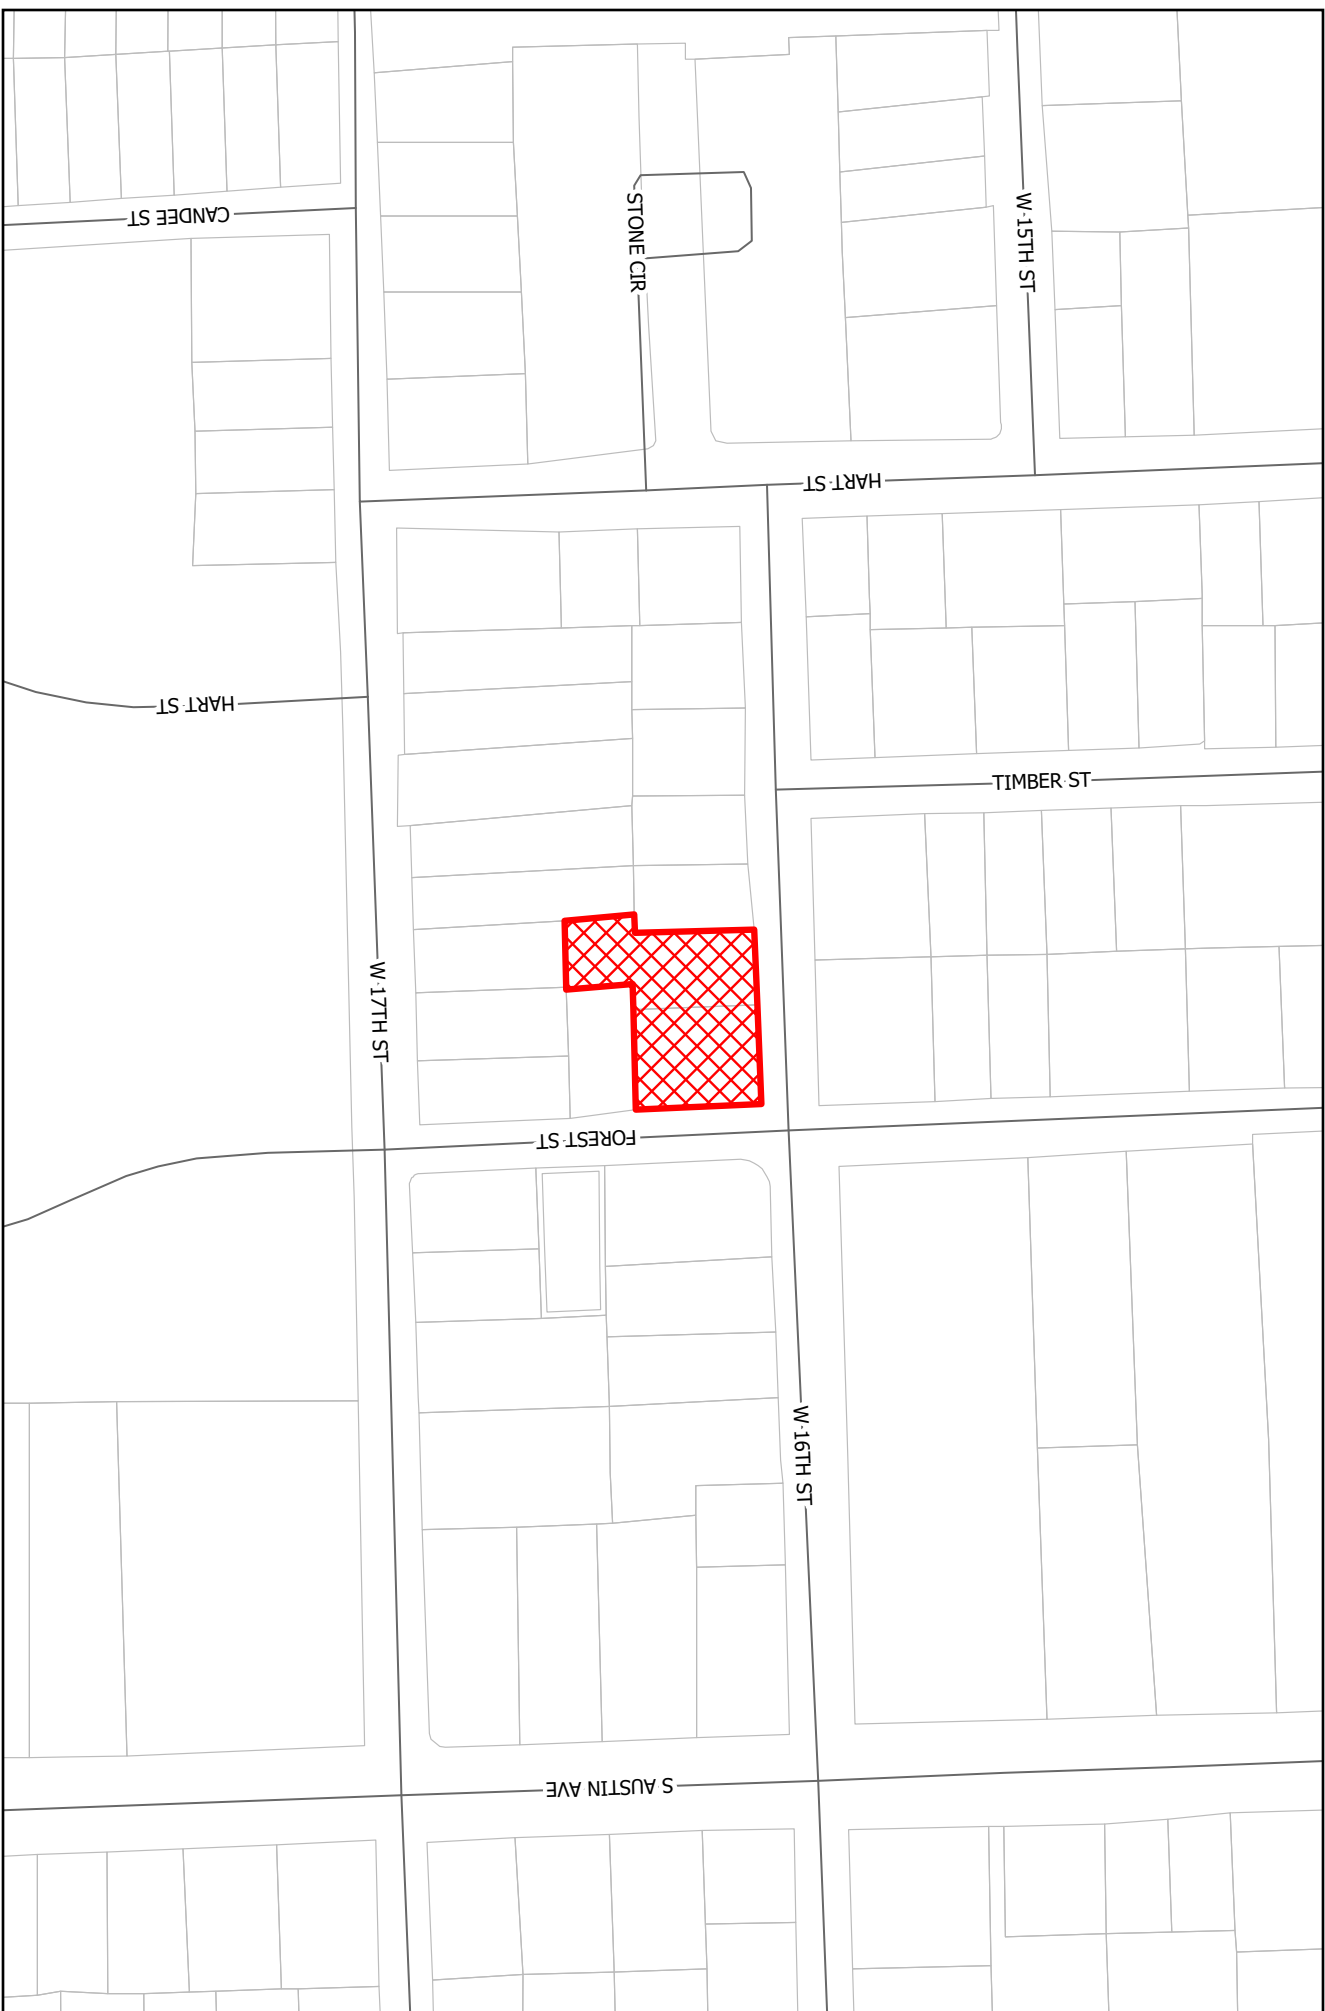 CANDEE ST
STONE CIR
W 15TH ST
HART ST
HART ST
TIMBER ST
W 17TH ST
FOREST ST
W 16TH ST
S AUSTIN AVE